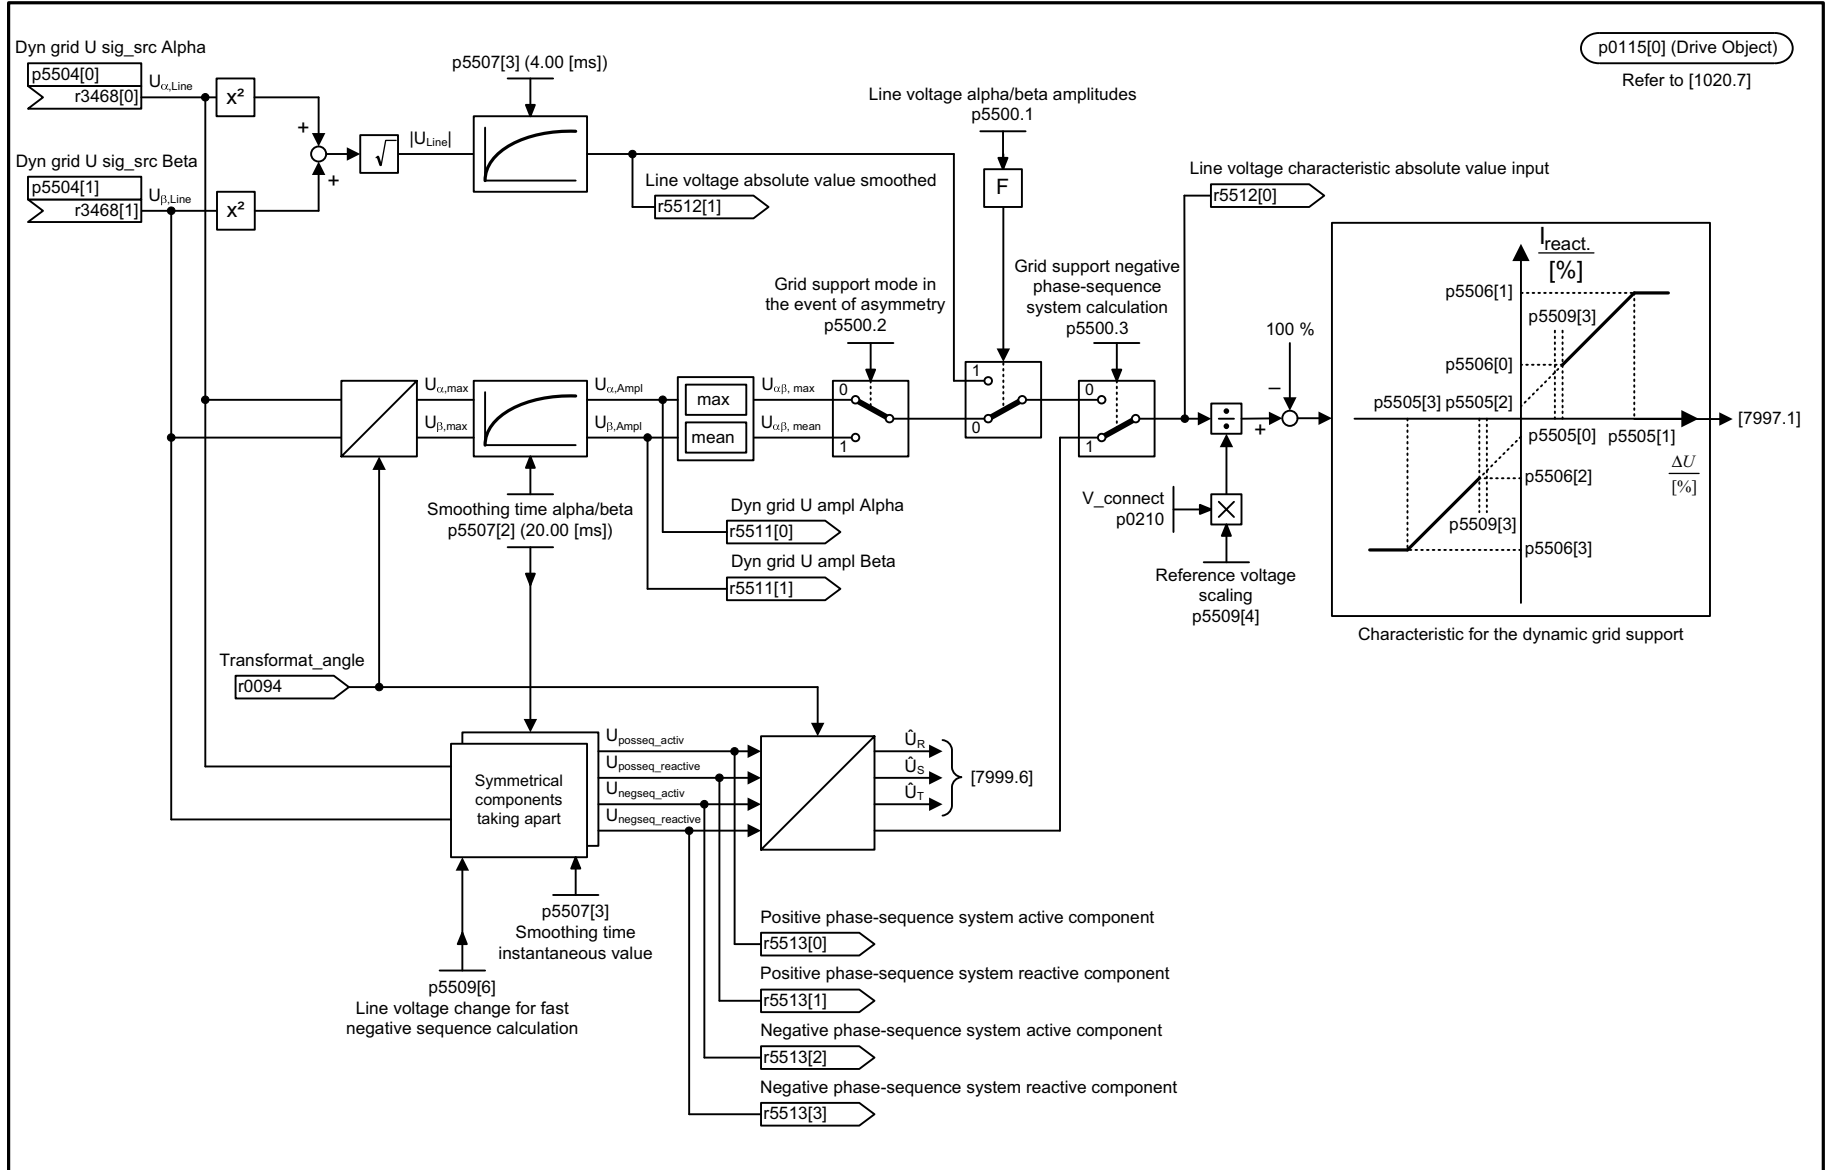 Dyn grid U sig_src Alpha
p5504[0]
r3468[0]
Uα,Line
x²
Dyn grid U sig_src Beta
p5504[1]
r3468[1]
Uβ,Line
x²
+
+
√
|ULine|
p5507[3] (4.00 [ms])
Line voltage absolute value smoothed
r5512[1]
Line voltage alpha/beta amplitudes
p5500.1
F
p0115[0] (Drive Object)
Refer to [1020.7]
Line voltage characteristic absolute value input
r5512[0]
Grid support mode in
the event of asymmetry
p5500.2
Grid support negative
phase-sequence
system calculation
p5500.3
Uα,max
Uβ,max
Uα,Ampl
Uβ,Ampl
max
mean
Uαβ, max
Uαβ, mean
0
1
1
0
0
1
÷
100 %
–
+
Ireact.
[%]
p5506[1]
p5509[3]
p5506[0]
p5505[3] p5505[2]
p5505[0] p5505[1]
p5506[2]
p5509[3]
p5506[3]
ΔU
[%]
[7997.1]
Characteristic for the dynamic grid support
V_connect
p0210
×
Reference voltage
scaling
p5509[4]
Smoothing time alpha/beta
p5507[2] (20.00 [ms])
Dyn grid U ampl Alpha
r5511[0]
Dyn grid U ampl Beta
r5511[1]
Transformat_angle
r0094
Symmetrical
components
taking apart
Uposseq_activ
Uposseq_reactive
Unegseq_activ
Unegseq_reactive
ÛR
ÛS
ÛT
[7999.6]
p5507[3]
Smoothing time
instantaneous value
p5509[6]
Line voltage change for fast
negative sequence calculation
Positive phase-sequence system active component
r5513[0]
Positive phase-sequence system reactive component
r5513[1]
Negative phase-sequence system active component
r5513[2]
Negative phase-sequence system reactive component
r5513[3]